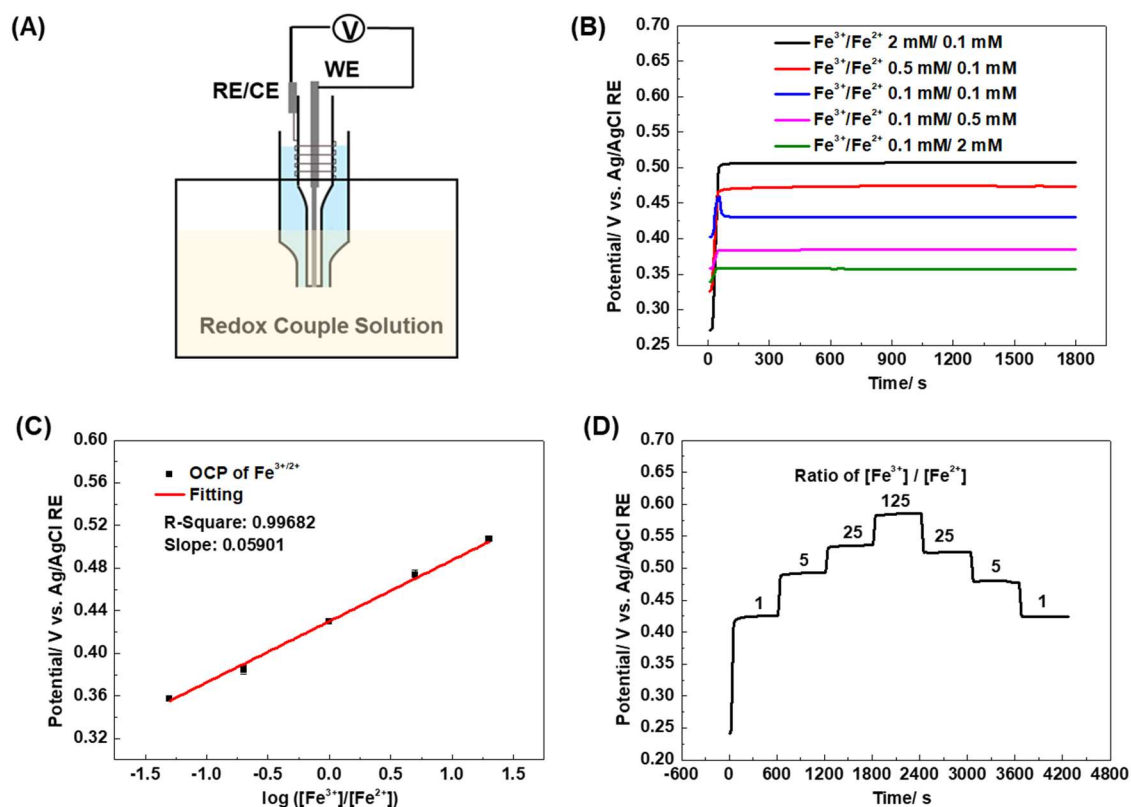 (A)
V
WE
RE/CE
Redox Couple Solution
(B)
Potential/ V vs. Ag/AgCl RE
0.70
0.65
0.60
0.55
0.50
0.45
0.40
0.35
0.30
0.25
Fe³⁺/Fe²⁺ 2 mM/ 0.1 mM
Fe³⁺/Fe²⁺ 0.5 mM/ 0.1 mM
Fe³⁺/Fe²⁺ 0.1 mM/ 0.1 mM
Fe³⁺/Fe²⁺ 0.1 mM/ 0.5 mM
Fe³⁺/Fe²⁺ 0.1 mM/ 2 mM
0 300 600 900 1200 1500 1800
Time/ s
(C)
Potential/ V vs. Ag/AgCl RE
0.60
0.56
0.52
0.48
0.44
0.40
0.36
0.32
OCP of Fe³⁺/²⁺
Fitting
R-Square: 0.99682
Slope: 0.05901
-1.5 -1.0 -0.5 0.0 0.5 1.0 1.5
log ([Fe³⁺]/[Fe²⁺])
(D)
Potential/ V vs. Ag/AgCl RE
0.70
0.65
0.60
0.55
0.50
0.45
0.40
0.35
0.30
0.25
0.20
Ratio of [Fe³⁺] / [Fe²⁺]
1 5 25 125 25 5 1
-600 0 600 1200 1800 2400 3000 3600 4200 4800
Time/ s